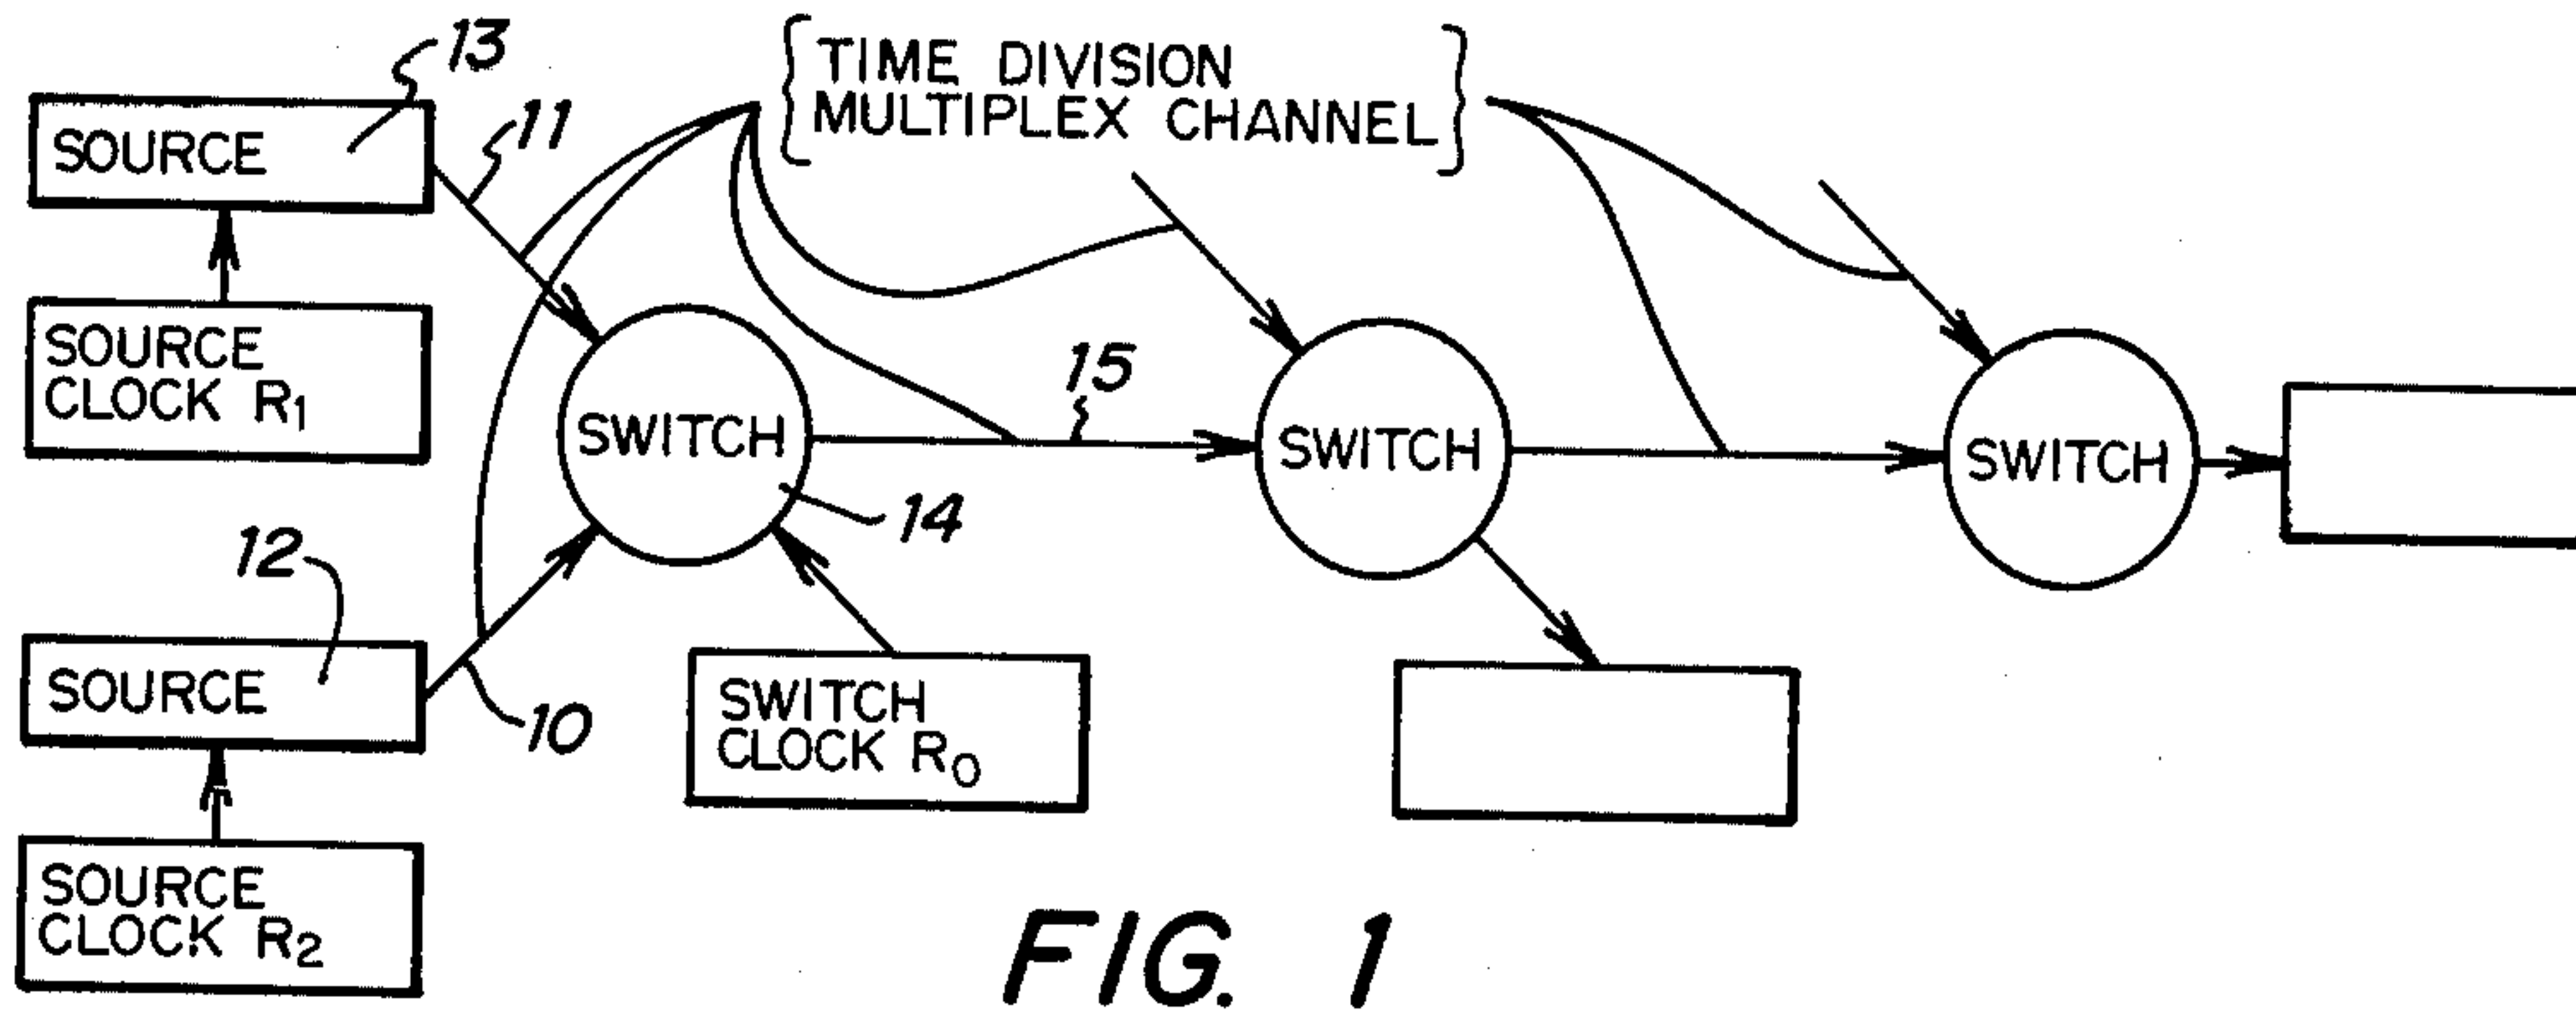 13
11
TIME DIVISION
MULTIPLEX CHANNEL
SOURCE
SOURCE
CLOCK R1
SWITCH
15
SWITCH
SWITCH
14
12
SOURCE
10
SWITCH
CLOCK R0
SOURCE
CLOCK R2
FIG. 1